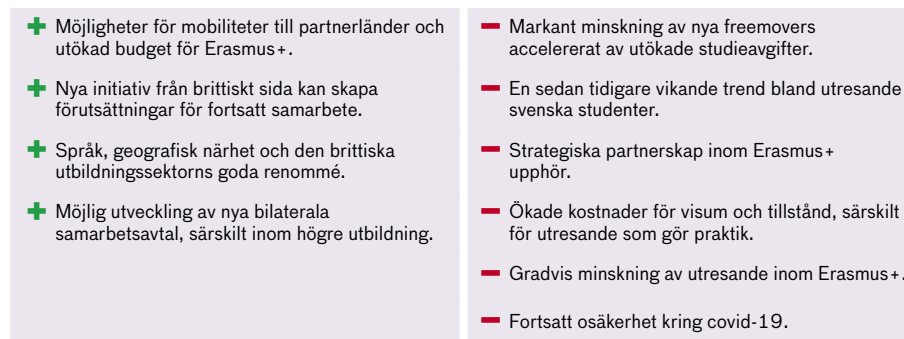 Möjligheter för mobiliteter till partnerländer och
utökad budget för Erasmus+.
Nya initiativ från brittiskt sida kan skapa
förutsättningar för fortsatt samarbete.
Språk, geografisk närhet och den brittiska
utbildningssektorns goda renommé.
Möjlig utveckling av nya bilaterala
samarbetsavtal, särskilt inom högre utbildning.
Markant minskning av nya freemovers
accelererat av utökade studieavgifter.
En sedan tidigare vikande trend bland utresande
svenska studenter.
Strategiska partnerskap inom Erasmus+
upphör.
Ökade kostnader för visum och tillstånd, särskilt
för utresande som gör praktik.
Gradvis minskning av utresande inom Erasmus+.
Fortsatt osäkerhet kring covid-19.